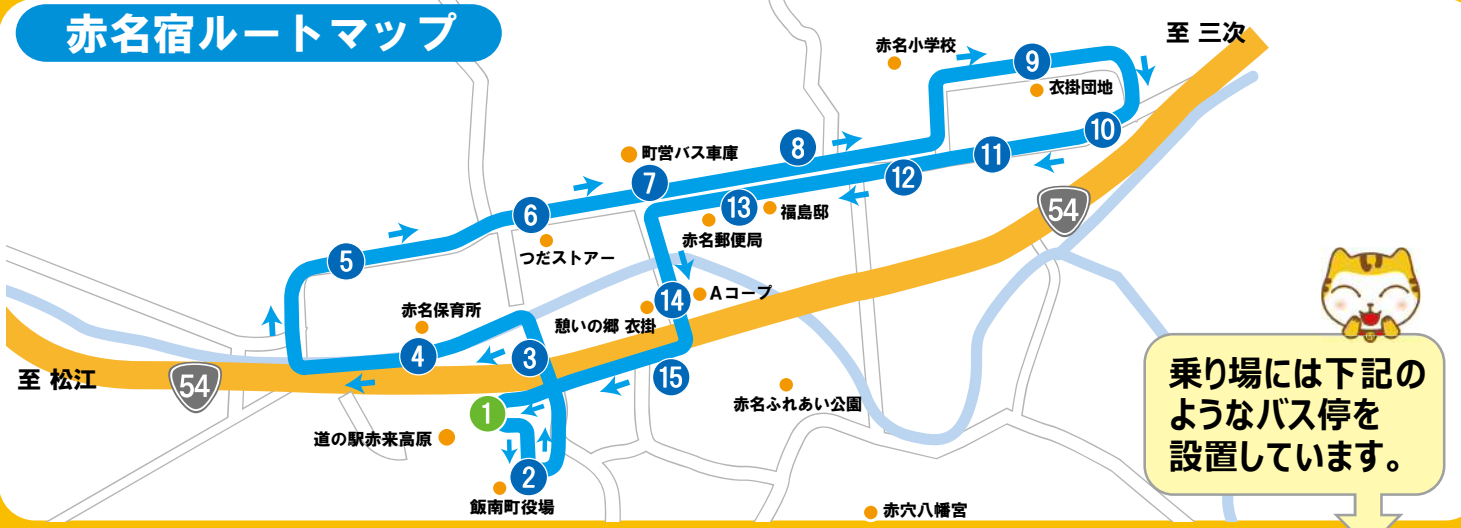 赤名宿ルートマップ
至 三次
赤名小学校
9
衣掛団地
10
8
11
町営バス車庫
12
7
13
福島邸
54
6
赤名郵便局
つだストアー
5
14
Aコープ
赤名保育所
憩いの郷 衣掛
4
3
15
至 松江
54
1
赤名ふれあい公園
道の駅赤来高原
2
飯南町役場
赤穴八幡宮
乗り場には下記の
ようなバス停を
設置しています。